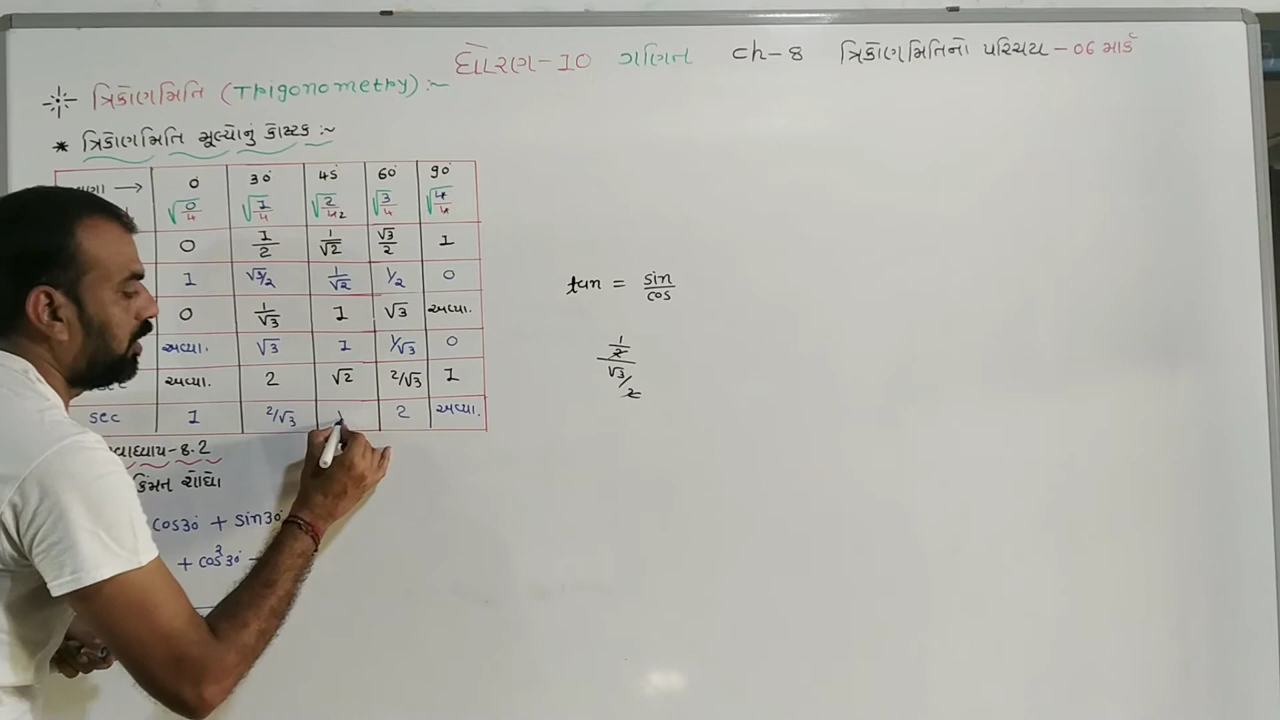 ધોરણ-10 ગણિત ch-8 ત્રિકોણમિતિનો પરિચય - 06 માર્ક
ત્રિકોણમિતિ (Trigonometry) :-
* ત્રિકોણમિતિ મૂલ્યોનું કોષ્ટક :-
→ 0° 30° 45° 60° 90°
√0/4 √1/4 √2/4 2 √3/4 √4/4
0 1/2 1/√2 √3/2 1
1 √3/2 1/√2 1/2 0
0 1/√3 1 √3 અવ્યા.
અવ્યા. √3 1 1/√3 0
અવ્યા. 2 √2 2/√3 1
sec 1 2/√3 2 અવ્યા.
-8.2
કિંમત શોધો
cos30° + sin30°
+ cos³30°
tan = sin/cos
1/2
√3/2